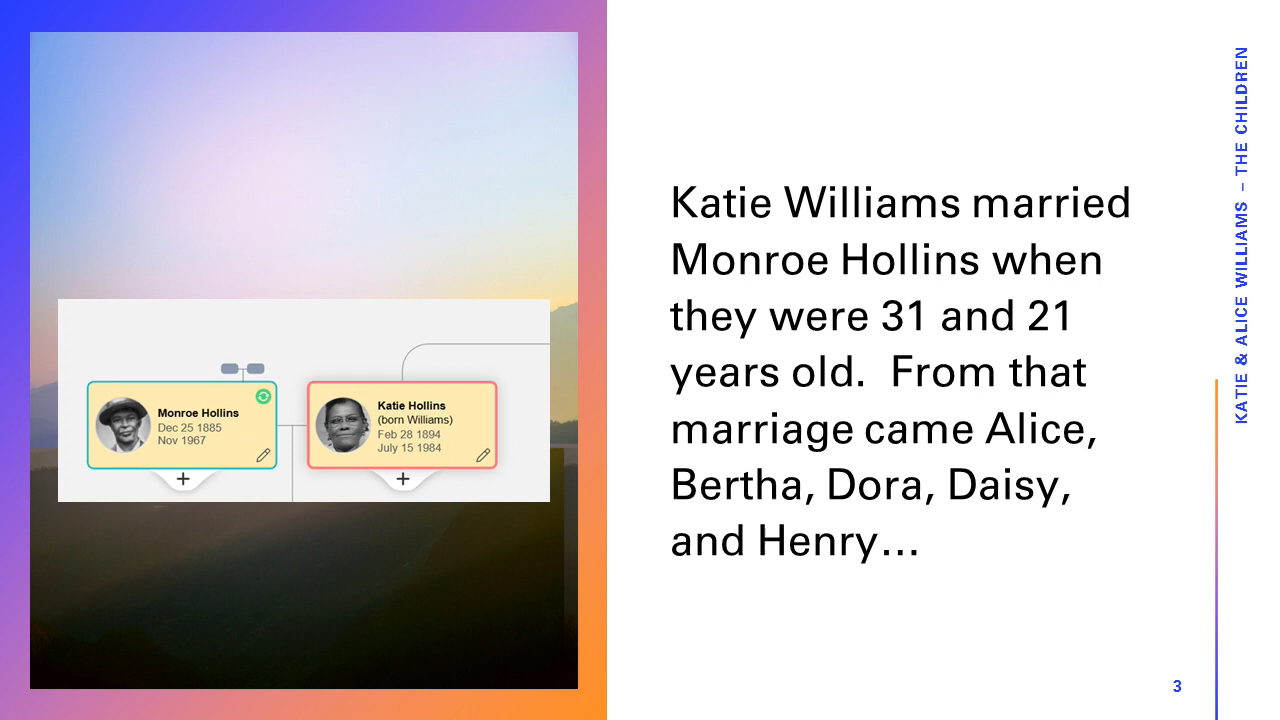 Monroe Hollins
Dec 25 1885
Nov 1967
Katie Hollins
(born Williams)
Feb 28 1894
July 15 1984
Katie Williams married
Monroe Hollins when
they were 31 and 21
years old.  From that
marriage came Alice,
Bertha, Dora, Daisy,
and Henry…
KATIE & ALICE WILLIAMS – THE CHILDREN
3